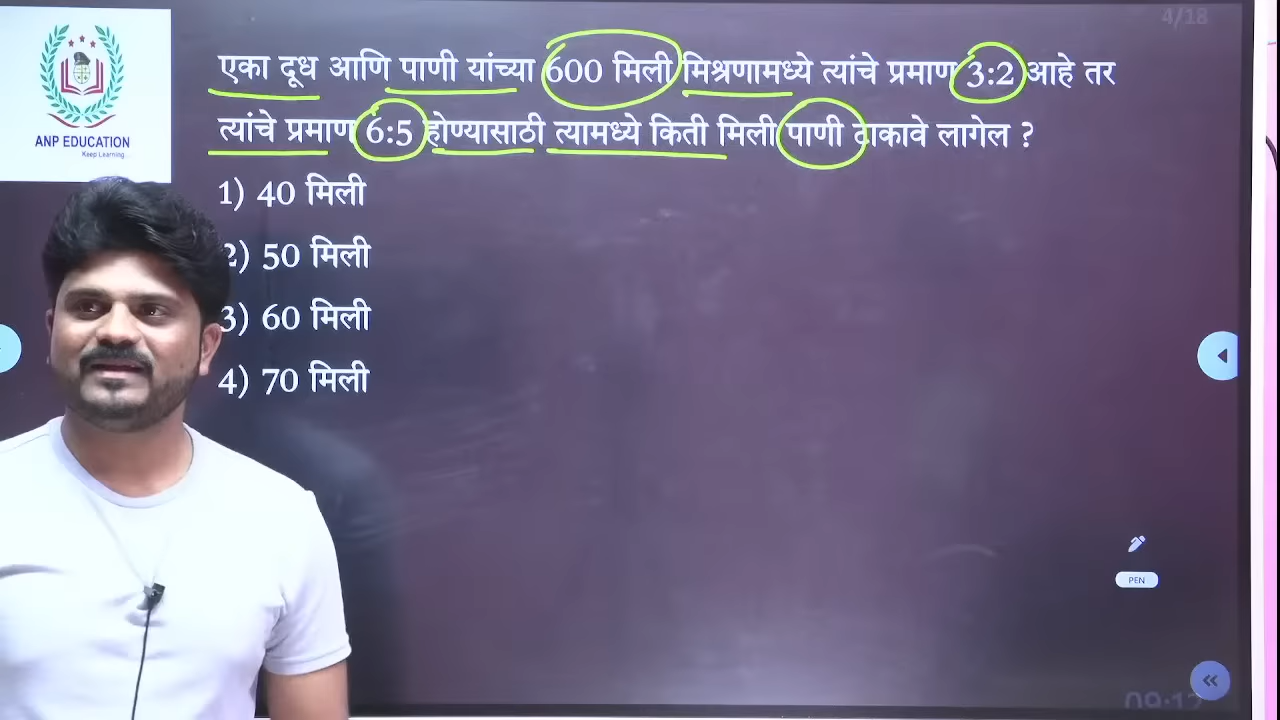 4/18
एका दूध आणि पाणी यांच्या 600 मिली मिश्रणामध्ये त्यांचे प्रमाण 3:2 आहे तर
त्यांचे प्रमाण 6:5 होण्यासाठी त्यामध्ये किती मिली पाणी टाकावे लागेल ?
ANP EDUCATION
Keep Learning...
1) 40 मिली
2) 50 मिली
3) 60 मिली
4) 70 मिली
PEN